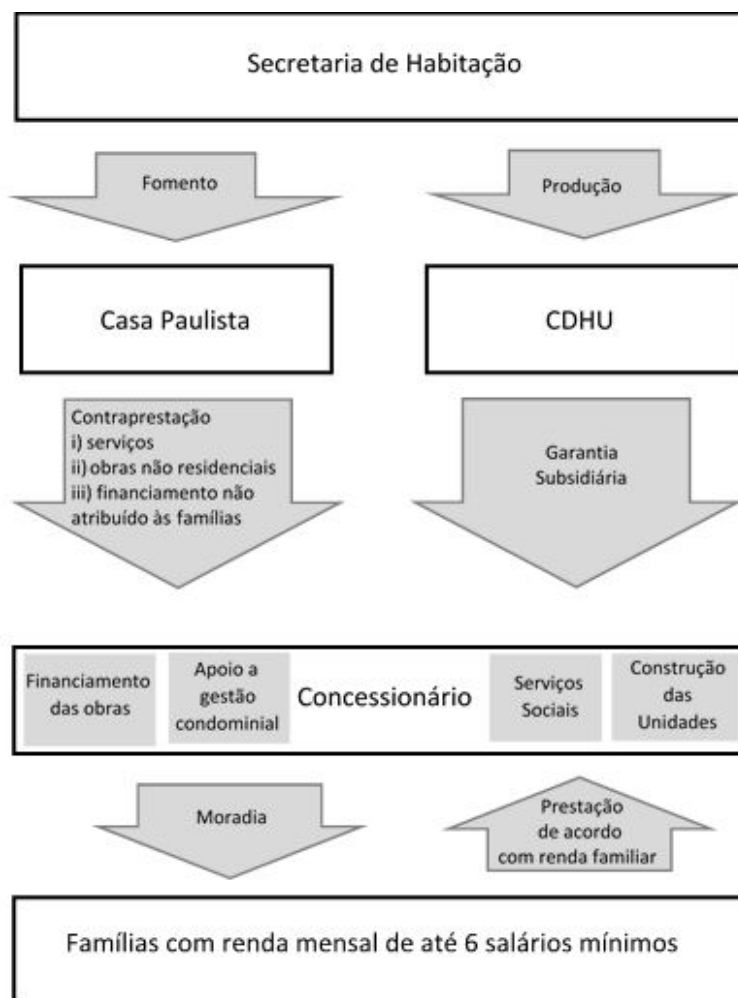 Secretaria de Habitação
Fomento
Produção
Casa Paulista
CDHU
Contraprestação
i) serviços
ii) obras não residenciais
iii) financiamento não
atribuído às famílias
Garantia
Subsidiária
Financiamento
das obras
Apoio a
gestão
condominial
Concessionário
Serviços
Sociais
Construção
das
Unidades
Moradia
Prestação
de acordo
com renda familiar
Famílias com renda mensal de até 6 salários mínimos